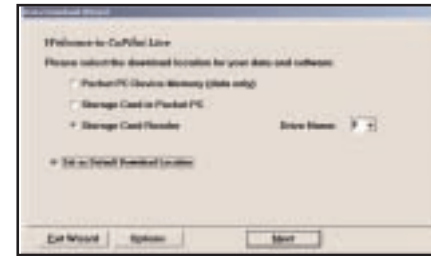 Welcome to CoPilot Live
Please select the download location for your data and software:
Pocket PC Device Memory (data only)
Storage Card in Pocket PC
Storage Card Reader Drive Name:
Set as Default Download Location
Exit Wizard Options Next